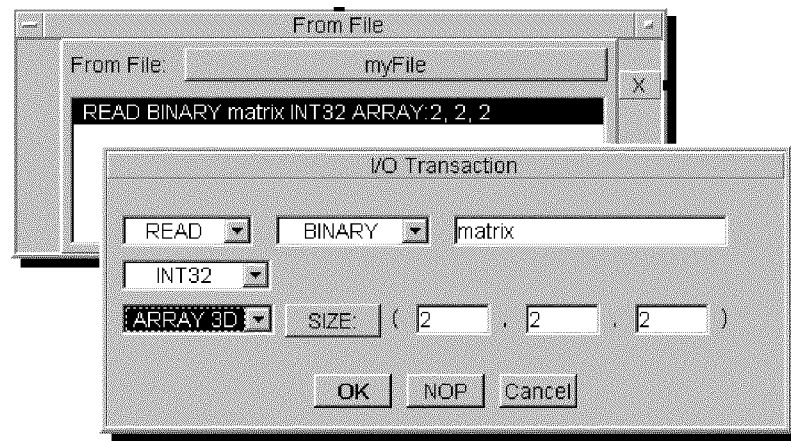 From File
From File: myFile
X
READ BINARY matrix INT32 ARRAY:2, 2, 2
I/O Transaction
READ BINARY matrix
INT32
ARRAY 3D SIZE: ( 2 , 2 , 2 )
OK NOP Cancel